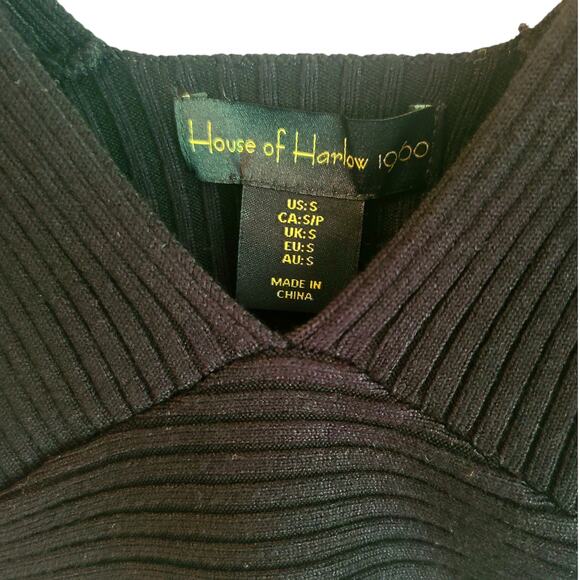 House of Harlow 1960
US:S
CA:S/P
UK:S
EU:S
AU:S
MADE IN
CHINA